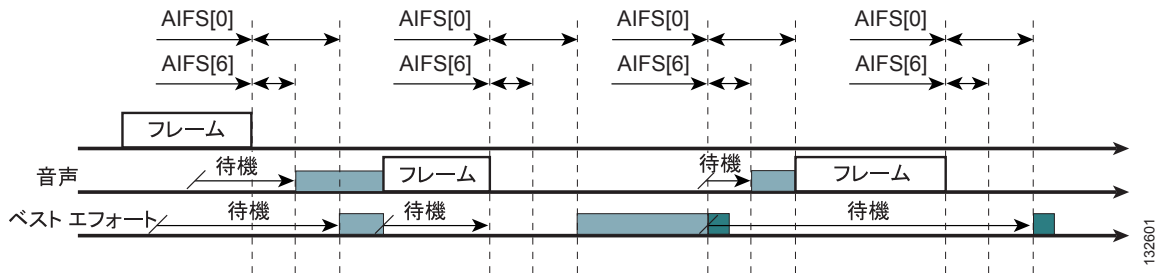 AIFS[0] AIFS[0] AIFS[0] AIFS[0]
AIFS[6] AIFS[6] AIFS[6] AIFS[6]
フレーム
音声 待機 フレーム 待機 フレーム
ベスト エフォート 待機 待機 待機
132601